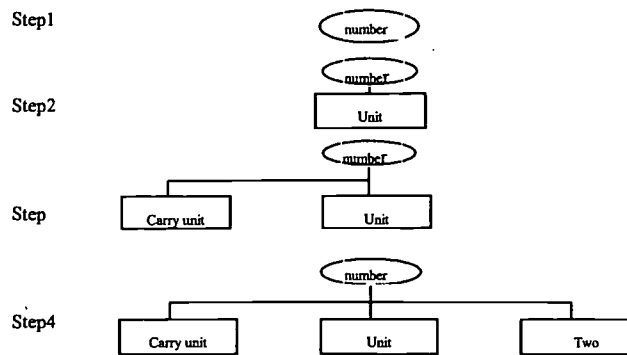 Step1
number
number
Step2
Unit
number
Step
Carry unit Unit
number
Step4
Carry unit Unit Two